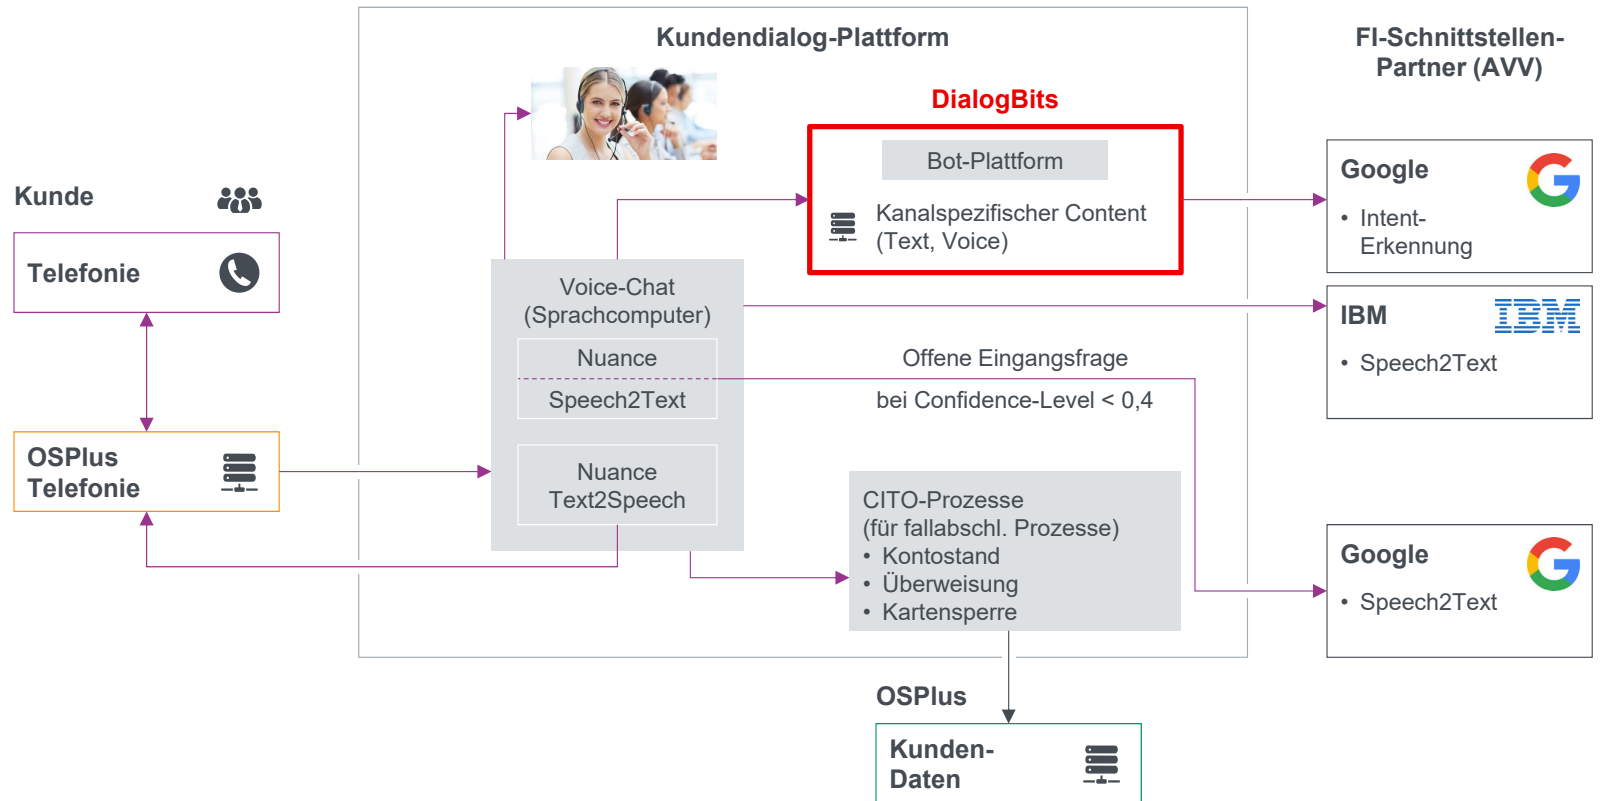 Kundendialog-Plattform
FI-Schnittstellen-
Partner (AVV)
DialogBits
Bot-Plattform
Kanalspezifischer Content
(Text, Voice)
Google
• Intent-
Erkennung
Kunde
Telefonie
Voice-Chat
(Sprachcomputer)
Nuance
Speech2Text
Offene Eingangsfrage
bei Confidence-Level < 0,4
IBM
IBM
• Speech2Text
OSPlus
Telefonie
Nuance
Text2Speech
CITO-Prozesse
(für fallabschl. Prozesse)
• Kontostand
• Überweisung
• Kartensperre
Google
• Speech2Text
OSPlus
Kunden-
Daten